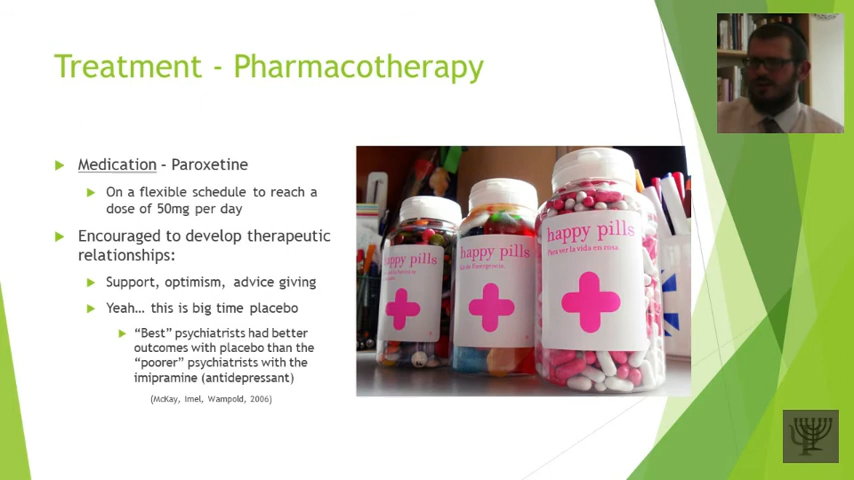 Treatment - Pharmacotherapy
Medication - Paroxetine
On a flexible schedule to reach a
dose of 50mg per day
Encouraged to develop therapeutic
relationships:
Support, optimism, advice giving
Yeah... this is big time placebo
“Best” psychiatrists had better
outcomes with placebo than the
“poorer” psychiatrists with the
imipramine (antidepressant)
(McKay, Imel, Wampold, 2006)
happy pills
happy pills
happy pills
Para ver la vida en rosa